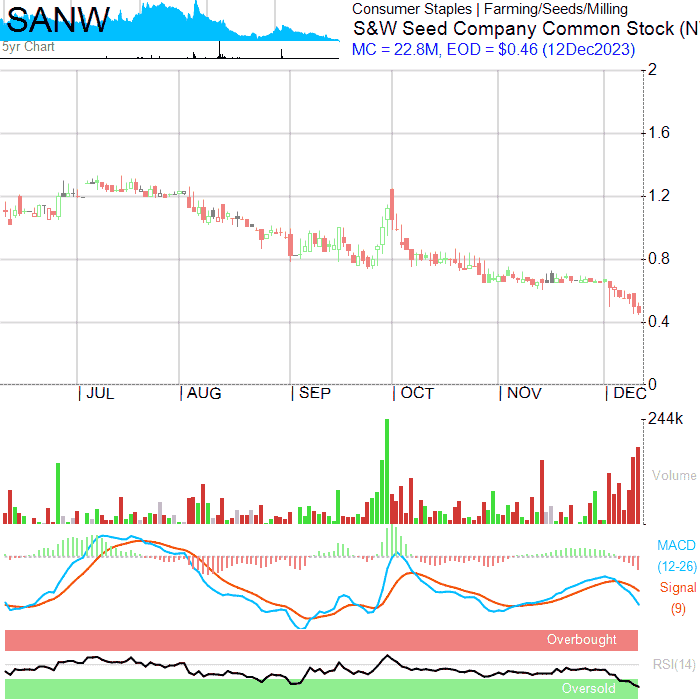 SANW
5yr Chart
Consumer Staples | Farming/Seeds/Milling
S&W Seed Company Common Stock (N
MC = 22.8M, EOD = $0.46 (12Dec2023)
2
1.6
1.2
0.8
0.4
0
JUL
AUG
SEP
OCT
NOV
DEC
244k
Volume
MACD
(12-26)
Signal
(9)
Overbought
RSI(14)
Oversold